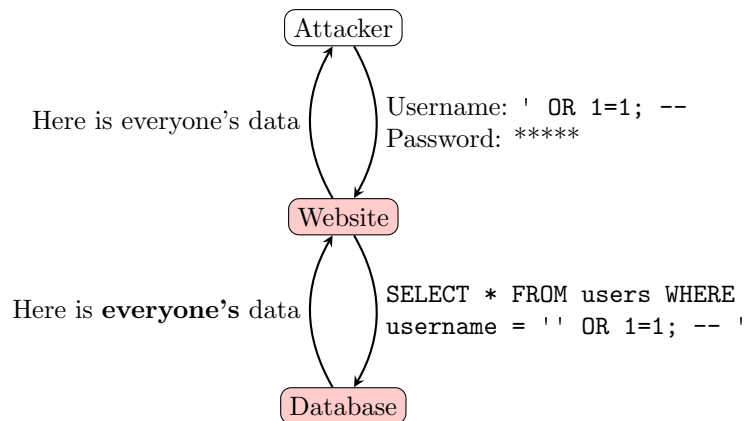 Attacker
Here is everyone's data
Username: ' OR 1=1; --
Password: *****
Website
Here is everyone's data
SELECT * FROM users WHERE
username = '' OR 1=1; -- '
Database